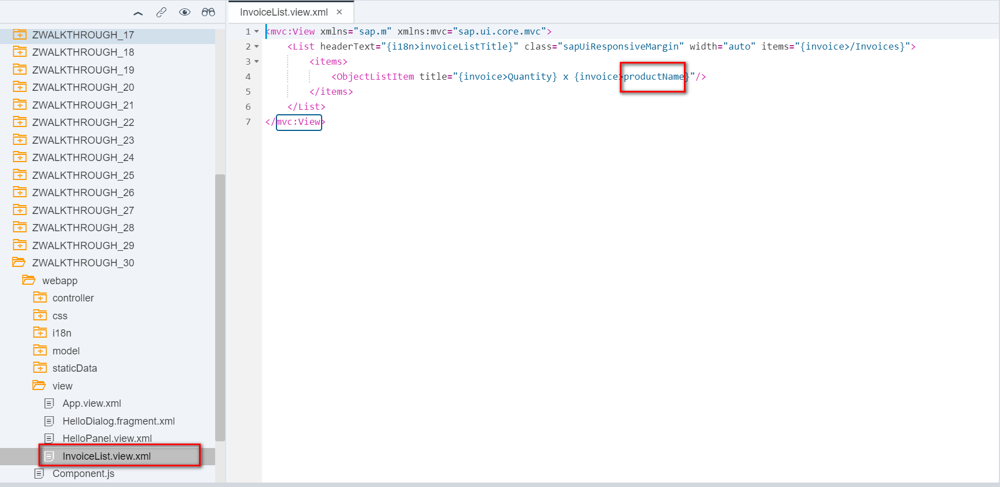 ZWALKTHROUGH_17
ZWALKTHROUGH_18
ZWALKTHROUGH_19
ZWALKTHROUGH_20
ZWALKTHROUGH_21
ZWALKTHROUGH_22
ZWALKTHROUGH_23
ZWALKTHROUGH_24
ZWALKTHROUGH_25
ZWALKTHROUGH_26
ZWALKTHROUGH_27
ZWALKTHROUGH_28
ZWALKTHROUGH_29
ZWALKTHROUGH_30
webapp
controller
css
i18n
model
staticData
view
App.view.xml
HelloDialog.fragment.xml
HelloPanel.view.xml
InvoiceList.view.xml
Component.js
InvoiceList.view.xml ×
1 <mvc:View xmlns="sap.m" xmlns:mvc="sap.ui.core.mvc">
2 <List headerText="{i18n>invoiceListTitle}" class="sapUiResponsiveMargin" width="auto" items="{invoice>/Invoices}">
3 <items>
4 <ObjectListItem title="{invoice>Quantity} x {invoice>productName}"/>
5 </items>
6 </List>
7 </mvc:View>